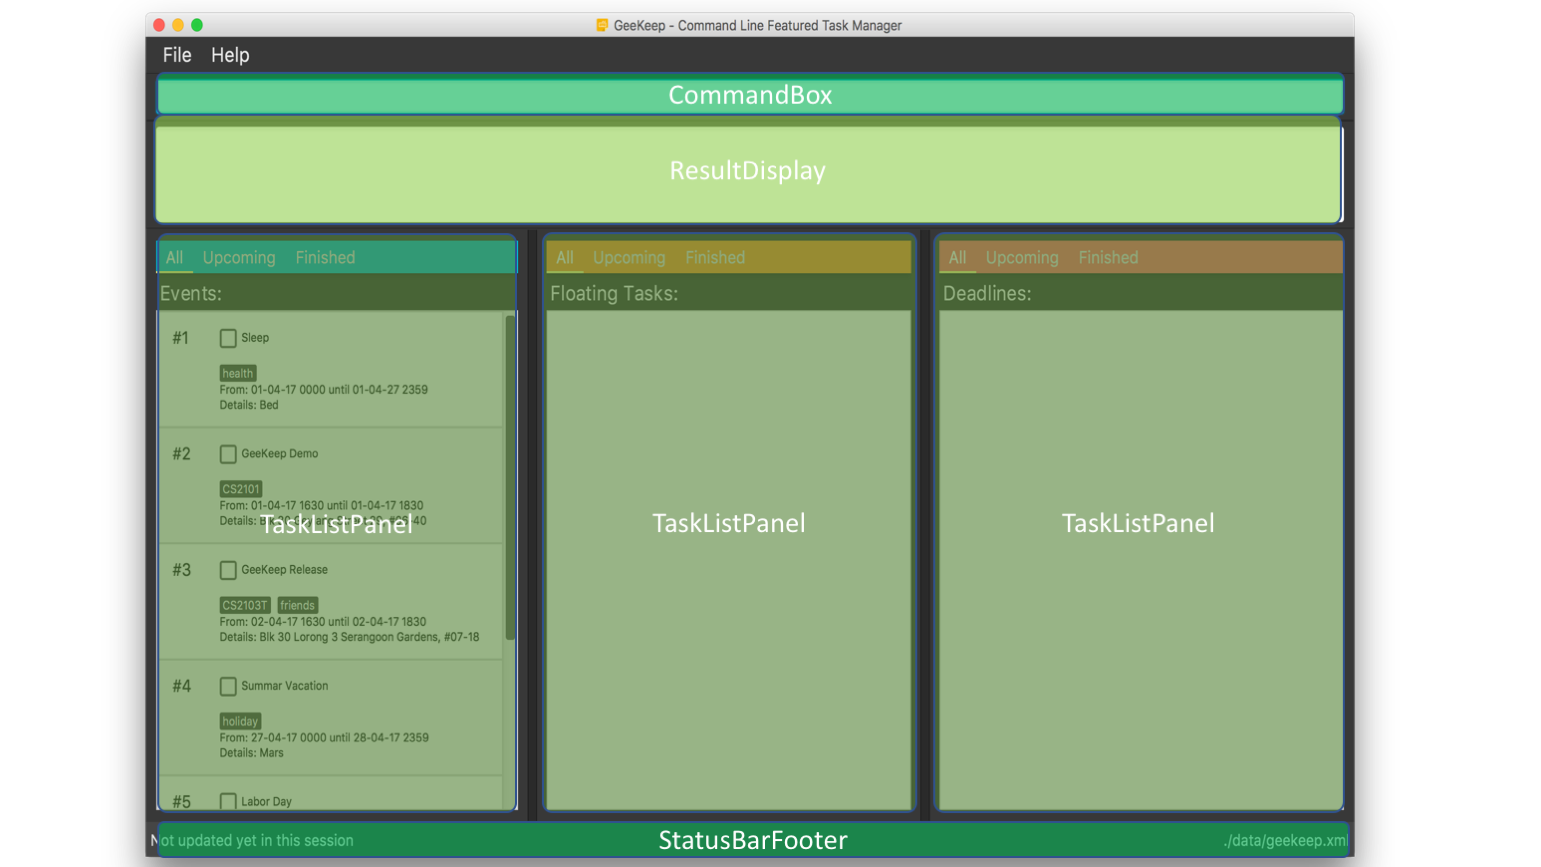 GeeKeep - Command Line Featured Task Manager
File Help
CommandBox
ResultDisplay
All Upcoming Finished
Events:
#1 Sleep
health
From: 01-04-17 0000 until 01-04-27 2359
Details: Bed
#2 GeeKeep Demo
CS2101
From: 01-04-17 1630 until 01-04-17 1830
Details:
TaskListPanel
#3 GeeKeep Release
CS2103T friends
From: 02-04-17 1630 until 02-04-17 1830
Details: Blk 30 Lorong 3 Serangoon Gardens, #07-18
#4 Summar Vacation
holiday
From: 27-04-17 0000 until 28-04-17 2359
Details: Mars
#5 Labor Day
All Upcoming Finished
Floating Tasks:
TaskListPanel
All Upcoming Finished
Deadlines:
TaskListPanel
Not updated yet in this session
StatusBarFooter
./data/geekeep.xml